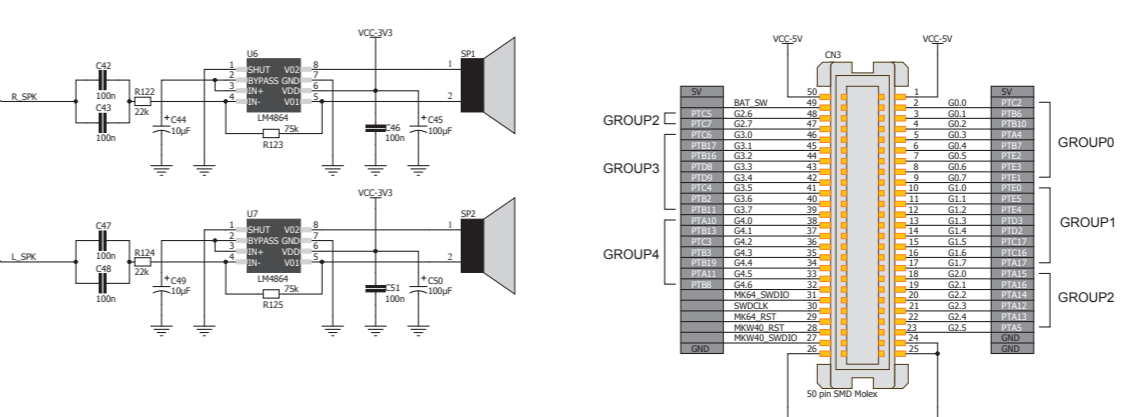 VCC-3V3
U6
SP1
C42
1 SHUT V02 8 1
2 BYPASS GND 7
3 IN+ VDD 6
R_SPK 100n R122 4 IN- V01 5 2
C43 22k
100n
LM4864
+ C44 10µF
75k
R123
C46 100n
+ C45 100µF
VCC-3V3
U7
SP2
C47
1 SHUT V02 8 1
2 BYPASS GND 7
3 IN+ VDD 6
L_SPK 100n R124 4 IN- V01 5 2
C48 22k
100n
LM4864
+ C49 10µF
75k
R125
C51 100n
+ C50 100µF
VCC-5V
VCC-5V
CN3
5V 50
BAT_SW 49
PTC5 G2.6 48
PTC7 G2.7 47
PTC6 G3.0 46
PTB17 G3.1 45
PTB16 G3.2 44
PTD8 G3.3 43
PTD9 G3.4 42
PTC4 G3.5 41
PTB2 G3.6 40
PTB11 G3.7 39
PTA10 G4.0 38
PTB13 G4.1 37
PTC3 G4.2 36
PTB3 G4.3 35
PTB19 G4.4 34
PTA11 G4.5 33
PTB8 G4.6 32
MK64_SWDIO 31
SWDCLK 30
MK64_RST 29
MKW40_RST 28
MKW40_SWDIO 27
GND 26
GROUP2
GROUP3
GROUP4
1 5V
2 G0.0 PTC2
3 G0.1 PTB6
4 G0.2 PTB10
5 G0.3 PTA4
6 G0.4 PTB7
7 G0.5 PTE2
8 G0.6 PTE3
9 G0.7 PTE1
10 G1.0 PTE0
11 G1.1 PTE5
12 G1.2 PTE4
13 G1.3 PTD3
14 G1.4 PTD2
15 G1.5 PTC17
16 G1.6 PTC16
17 G1.7 PTA17
18 G2.0 PTA15
19 G2.1 PTA16
20 G2.2 PTA14
21 G2.3 PTA12
22 G2.4 PTA13
23 G2.5 PTA5
24 GND
25 GND
GROUP0
GROUP1
GROUP2
50 pin SMD Molex